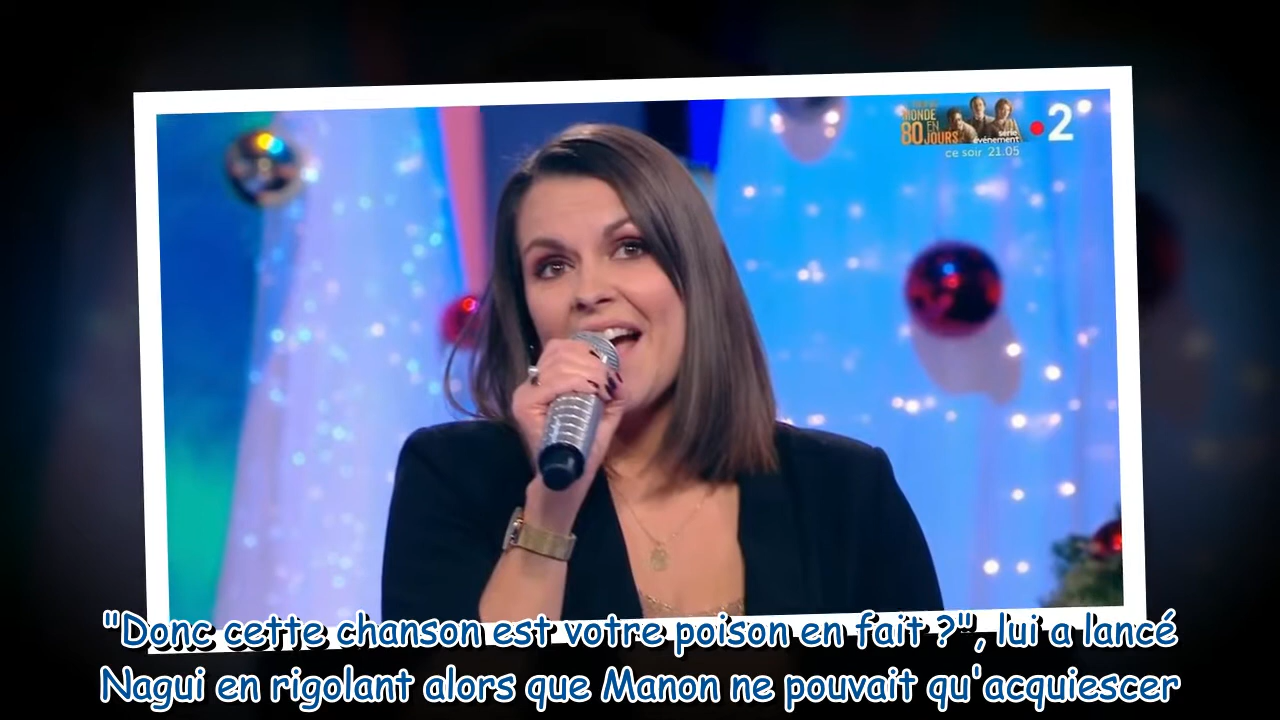 MONDE
EN
80 JOURS
série
événement
2
ce soir 21.05
"Donc cette chanson est votre poison en fait ?", lui a lancé
Nagui en rigolant alors que Manon ne pouvait qu'acquiescer